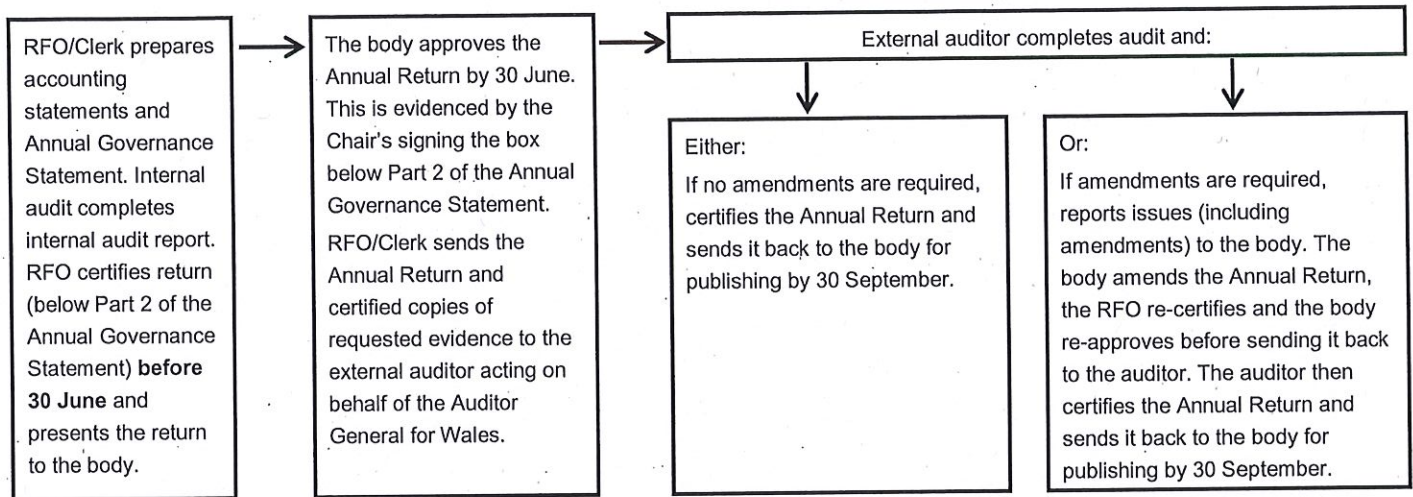 RFO/Clerk prepares
accounting
statements and
Annual Governance
Statement. Internal
audit completes
internal audit report.
RFO certifies return
(below Part 2 of the
Annual Governance
Statement) before
30 June and
presents the return
to the body.
The body approves the
Annual Return by 30 June.
This is evidenced by the
Chair's signing the box
below Part 2 of the Annual
Governance Statement.
RFO/Clerk sends the
Annual Return and
certified copies of
requested evidence to the
external auditor acting on
behalf of the Auditor
General for Wales.
External auditor completes audit and:
Either:
If no amendments are required,
certifies the Annual Return and
sends it back to the body for
publishing by 30 September.
Or:
If amendments are required,
reports issues (including
amendments) to the body. The
body amends the Annual Return,
the RFO re-certifies and the body
re-approves before sending it back
to the auditor. The auditor then
certifies the Annual Return and
sends it back to the body for
publishing by 30 September.